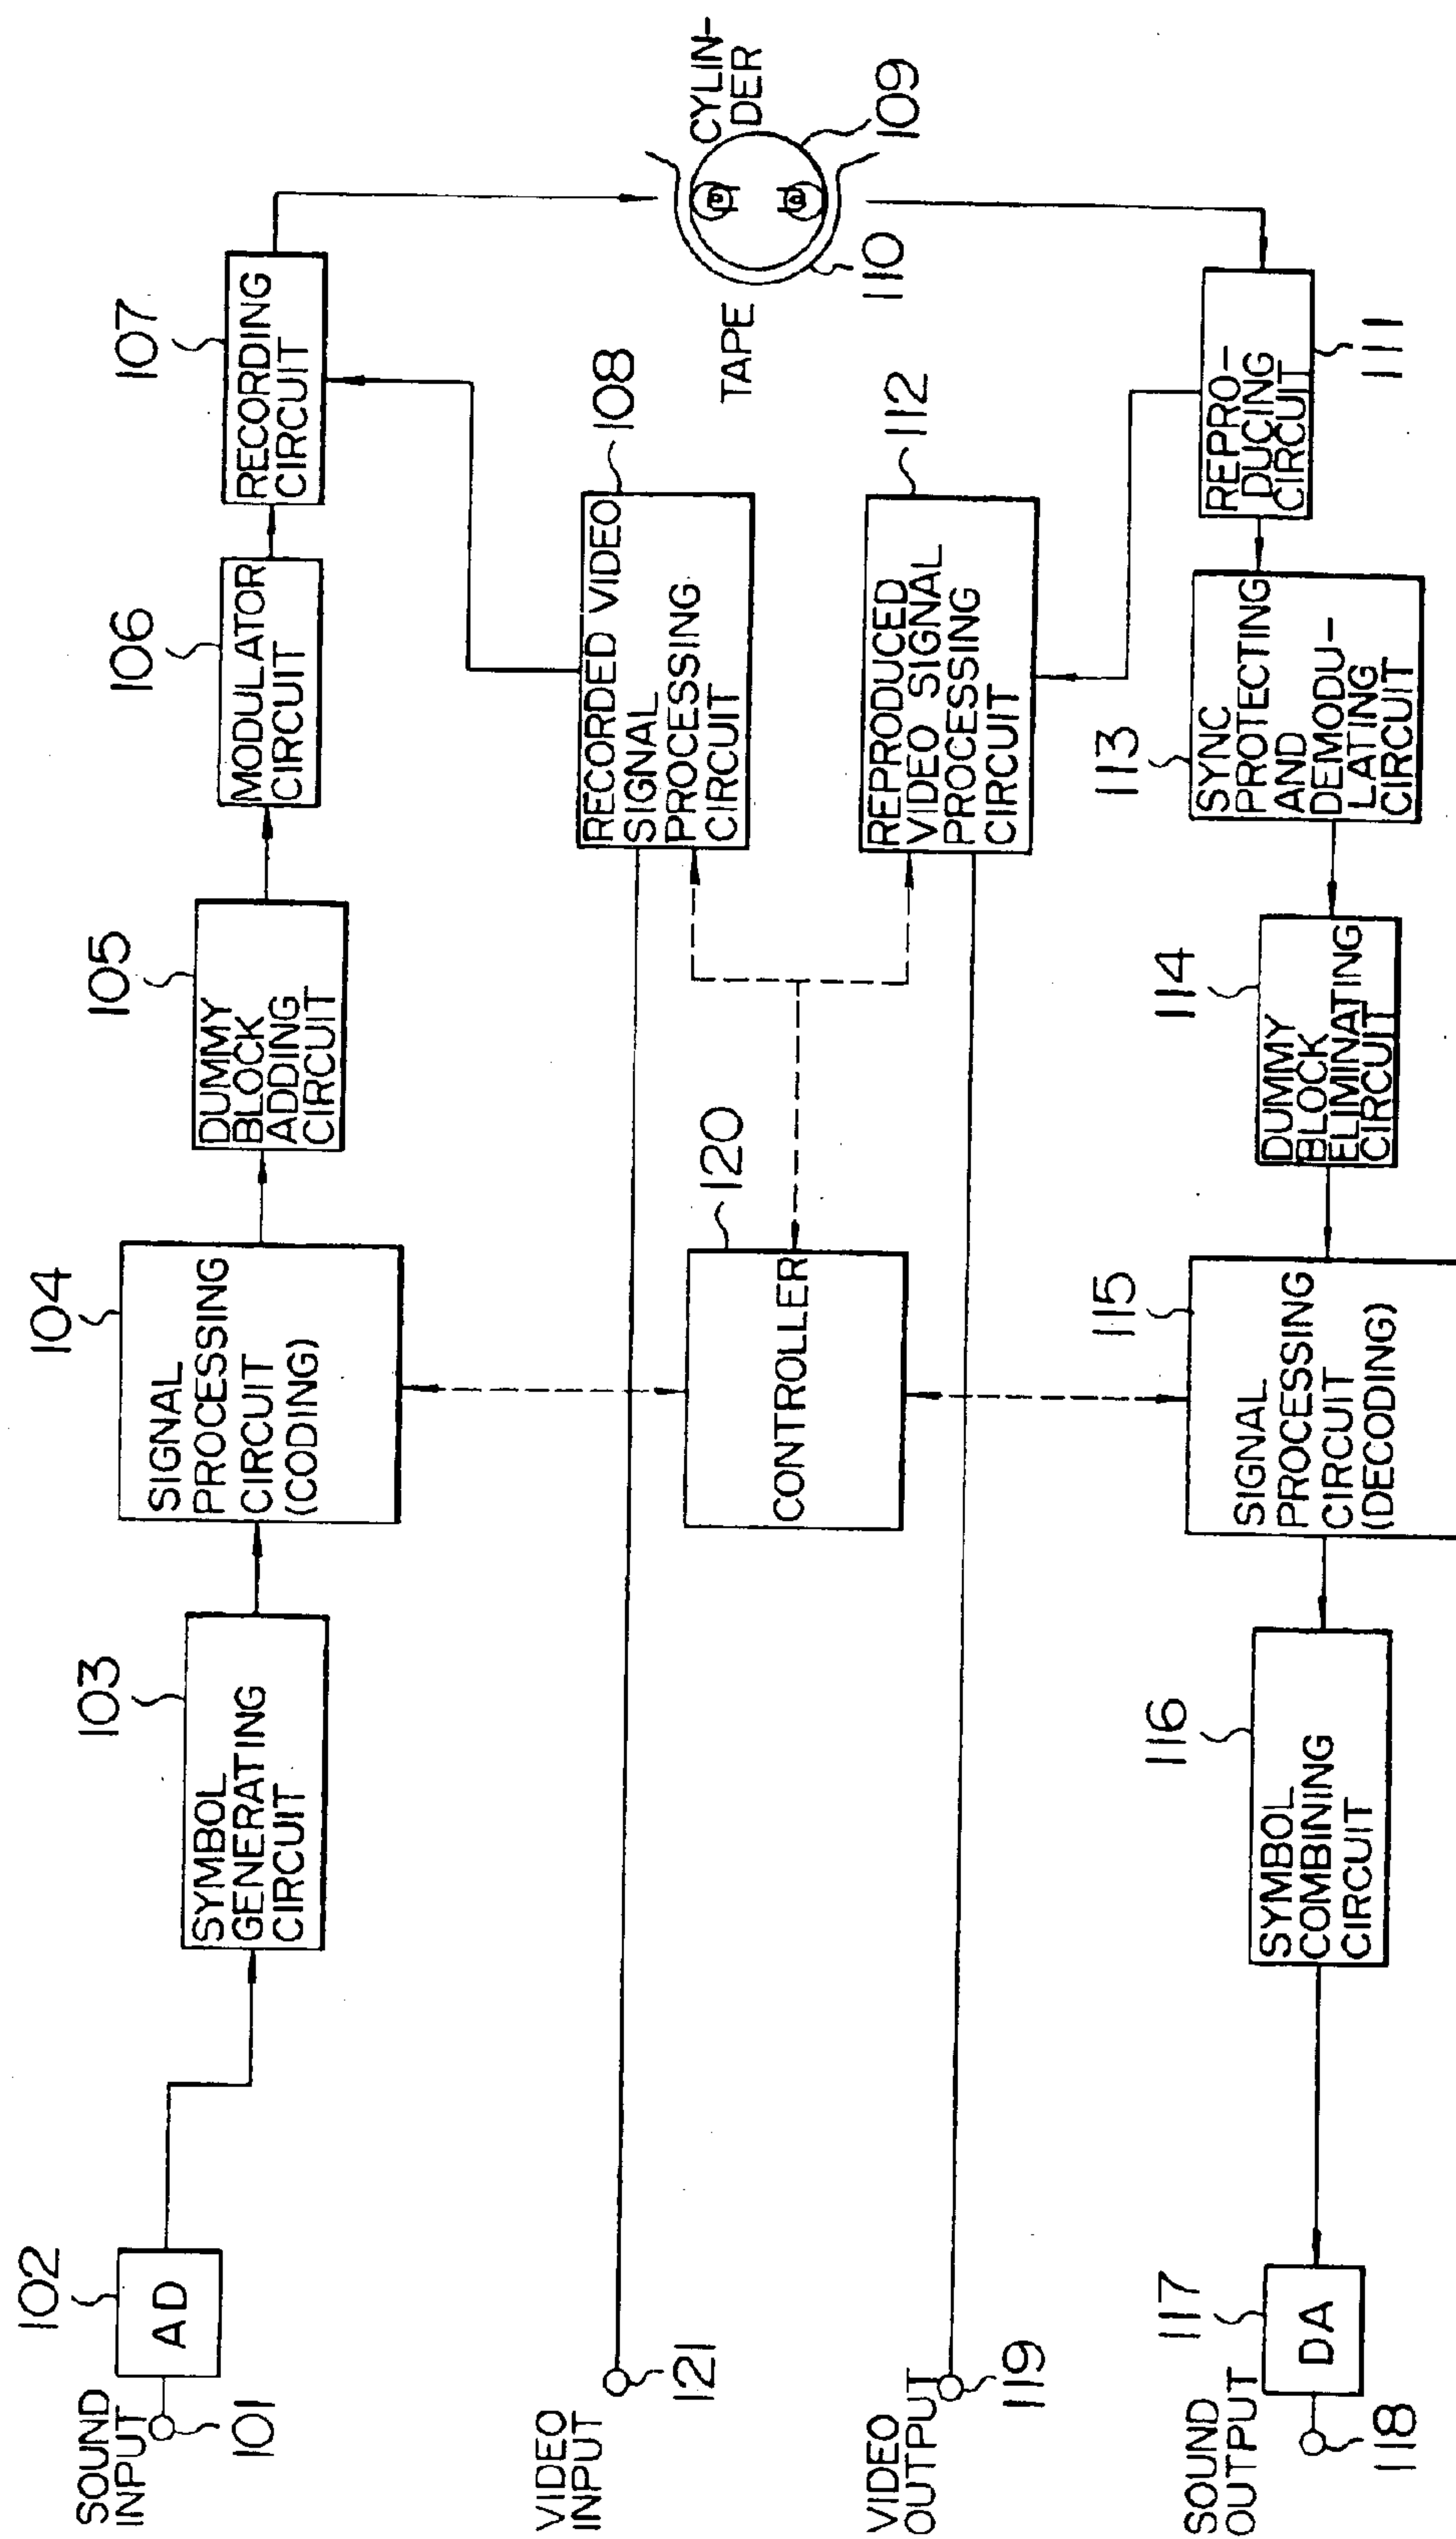 SOUND
INPUT
101
102
AD
103
SYMBOL
GENERATING
CIRCUIT
104
SIGNAL
PROCESSING
CIRCUIT
(CODING)
105
DUMMY
BLOCK
ADDING
CIRCUIT
106
MODULATOR
CIRCUIT
107
RECORDING
CIRCUIT
VIDEO
INPUT
121
RECORDED VIDEO
SIGNAL
PROCESSING
CIRCUIT
108
TAPE
110
CYLIN-
DER
109
120
CONTROLLER
VIDEO
OUTPUT
119
REPRODUCED
VIDEO SIGNAL
PROCESSING
CIRCUIT
112
SOUND
OUTPUT
118
117
DA
116
SYMBOL
COMBINING
CIRCUIT
115
SIGNAL
PROCESSING
CIRCUIT
(DECODING)
114
DUMMY
BLOCK
ELIMINATING
CIRCUIT
113
SYNC
PROTECTING
AND
DEMODU-
LATING
CIRCUIT
REPRO-
DUCING
CIRCUIT
111